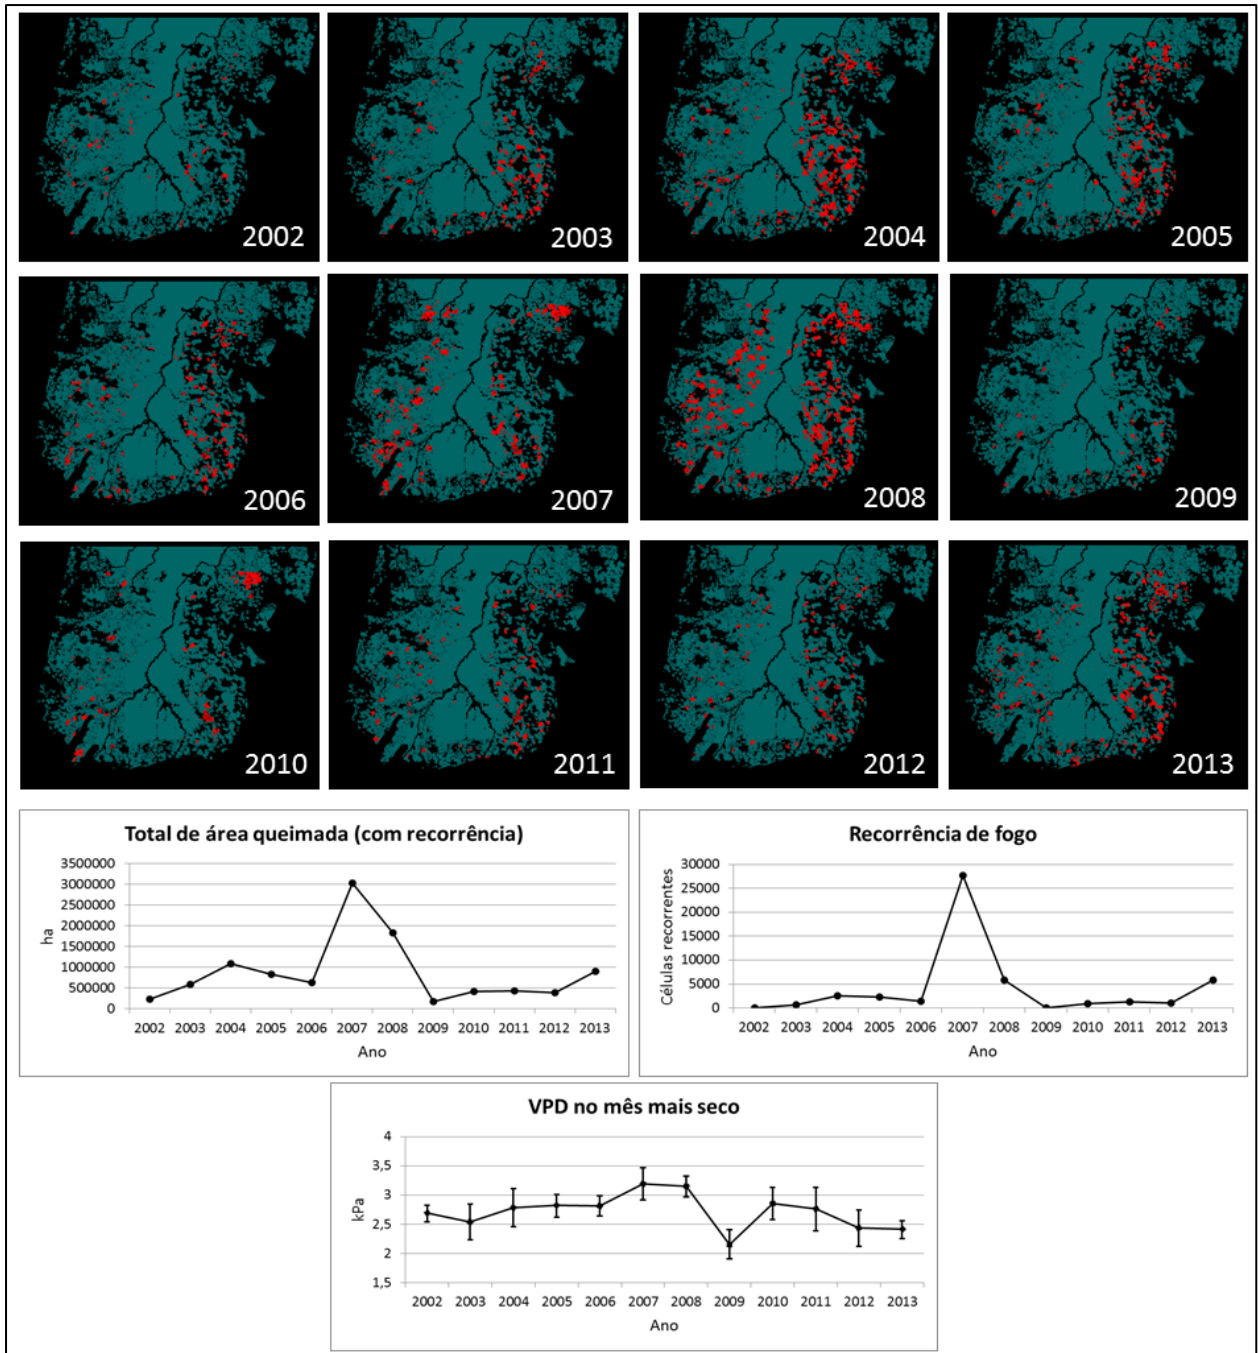 2002
2003
2004
2005
2006
2007
2008
2009
2010
2011
2012
2013
Total de área queimada (com recorrência)
3500000
3000000
2500000
2000000
1500000
1000000
500000
0
ha
2002 2003 2004 2005 2006 2007 2008 2009 2010 2011 2012 2013
Ano
Recorrência de fogo
30000
25000
20000
15000
10000
5000
0
Células recorrentes
2002 2003 2004 2005 2006 2007 2008 2009 2010 2011 2012 2013
Ano
VPD no mês mais seco
4
3,5
3
2,5
2
1,5
kPa
2002 2003 2004 2005 2006 2007 2008 2009 2010 2011 2012 2013
Ano